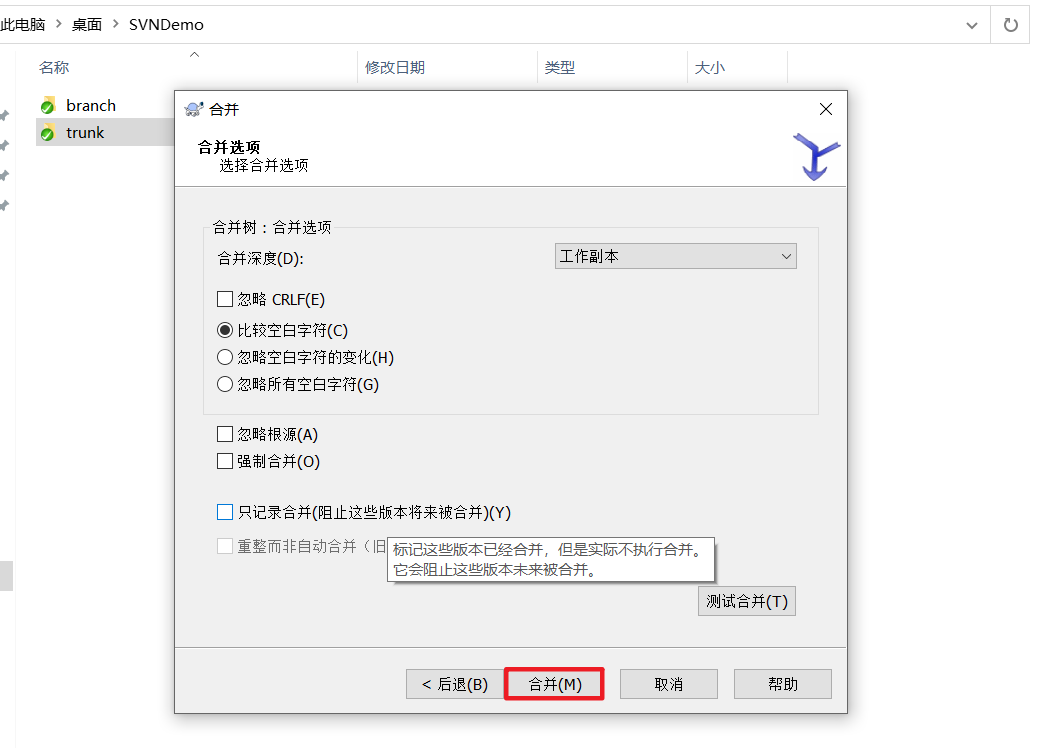 此电脑 > 桌面 > SVNDemo
名称 修改日期 类型 大小
branch
trunk
合并
合并选项
选择合并选项
合并树：合并选项
合并深度(D): 工作副本
忽略 CRLF(E)
比较空白字符(C)
忽略空白字符的变化(H)
忽略所有空白字符(G)
忽略根源(A)
强制合并(O)
只记录合并(阻止这些版本将来被合并)(Y)
重整而非自动合并（旧
标记这些版本已经合并，但是实际不执行合并。
它会阻止这些版本未来被合并。
测试合并(T)
< 后退(B) 合并(M) 取消 帮助